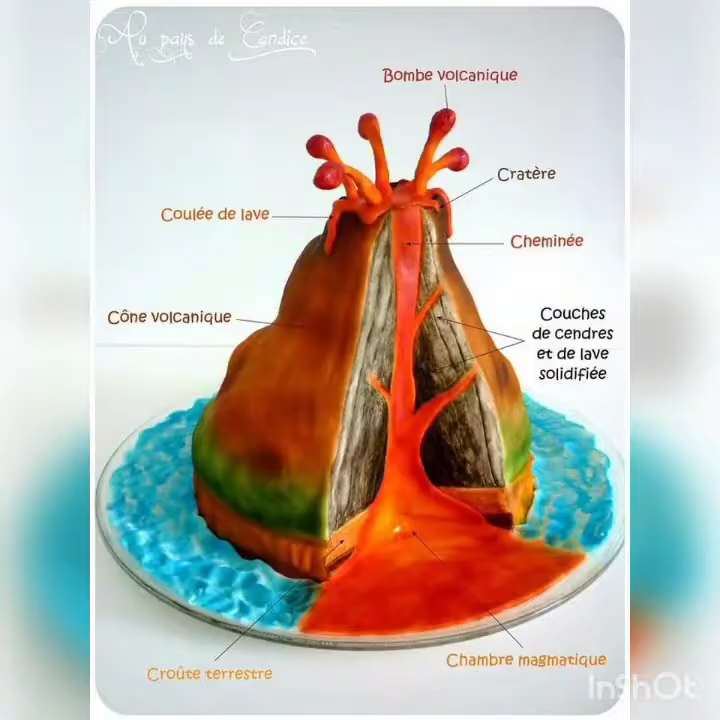 Au pays de Candice
Bombe volcanique
Cratère
Coulée de lave
Cheminée
Cône volcanique
Couches
de cendres
et de lave
solidifiée
Croûte terrestre
Chambre magmatique
InShOt